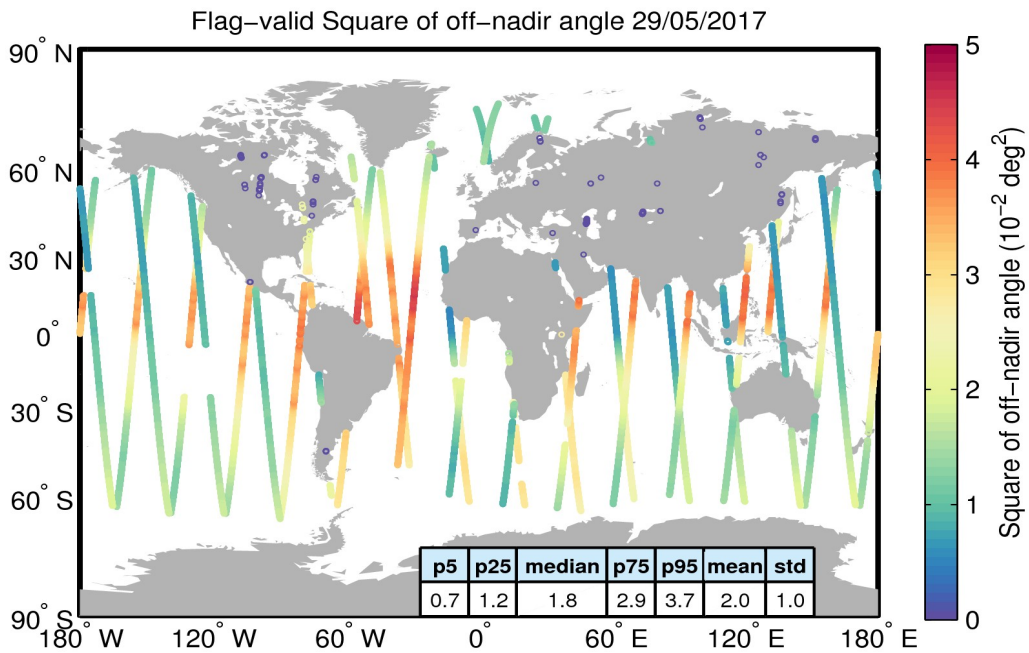 Flag−valid Square of off−nadir angle 29/05/2017
90° N
60° N
30° N
0°
30° S
60° S
90° S
180° W
120° W
60° W
0°
60° E
120° E
180° E
p5 p25 median p75 p95 mean std
0.7 1.2 1.8 2.9 3.7 2.0 1.0
5
4
3
2
1
0
Square of off−nadir angle (10⁻² deg²)